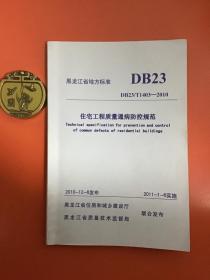 黑龙江省地方标准 DB23
DB23/T1403—2010
住宅工程质量通病防控规范
Technical specification for prevention and control
of common defects of residential buildings
2010-12-6发布 2011-1-6实施
黑龙江省住房和城乡建设厅
黑龙江省质量技术监督局 联合发布